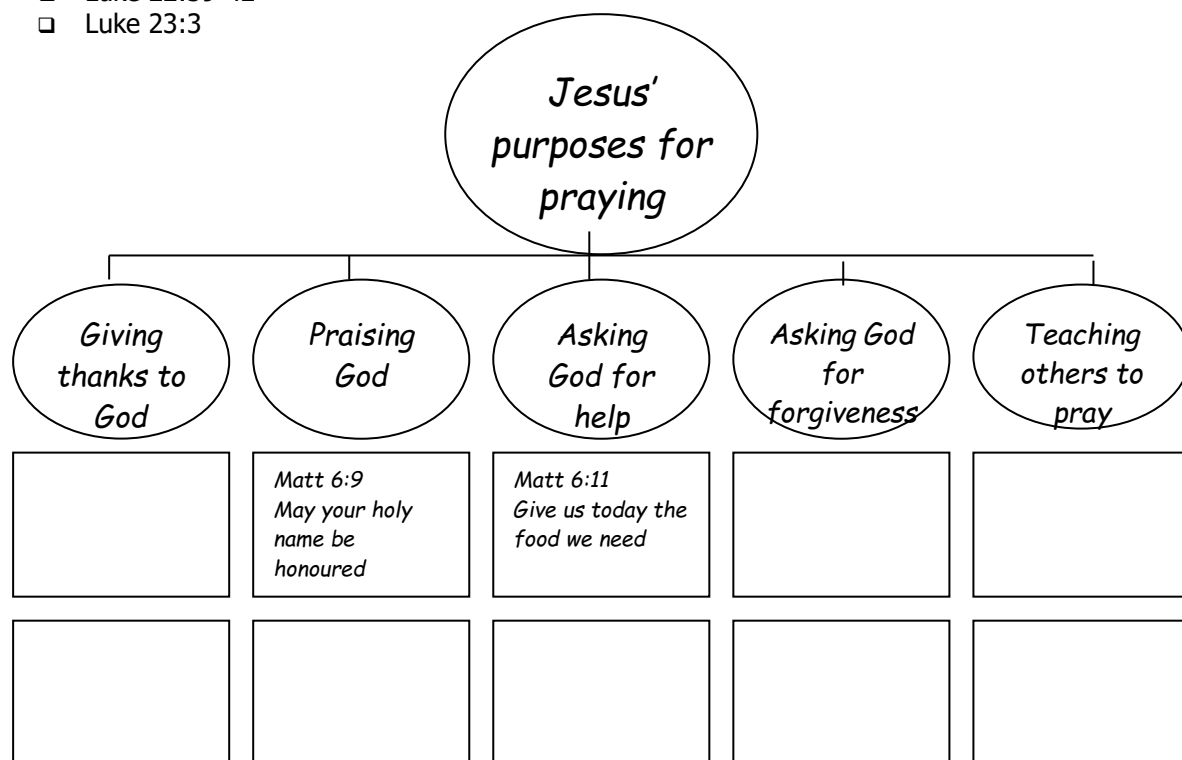 Luke 23:3
Jesus'
purposes for
praying
Giving
thanks to
God
Praising
God
Asking
God for
help
Asking God
for
forgiveness
Teaching
others to
pray
Matt 6:9
May your holy
name be
honoured
Matt 6:11
Give us today the
food we need